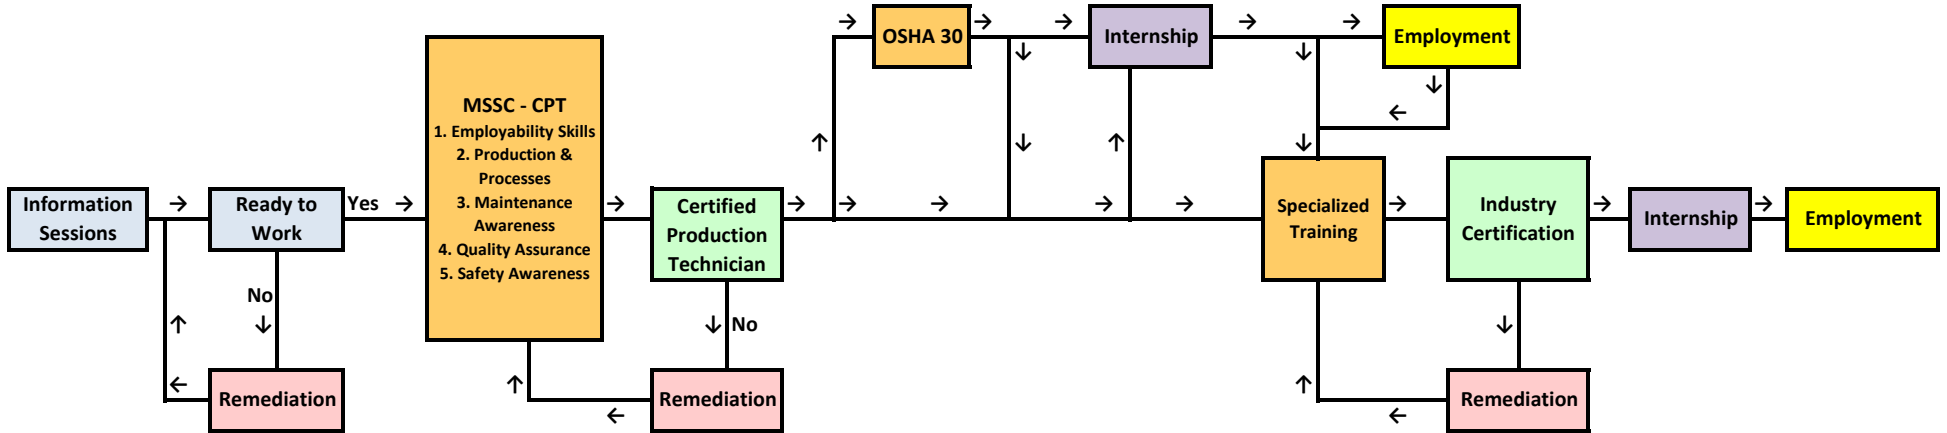 OSHA 30
Internship
Employment
MSSC - CPT
1. Employability Skills
2. Production &
Processes
3. Maintenance
Awareness
4. Quality Assurance
5. Safety Awareness
Information
Sessions
Ready to
Work
Yes
Certified
Production
Technician
Specialized
Training
Industry
Certification
Internship
Employment
No
No
Remediation
Remediation
Remediation